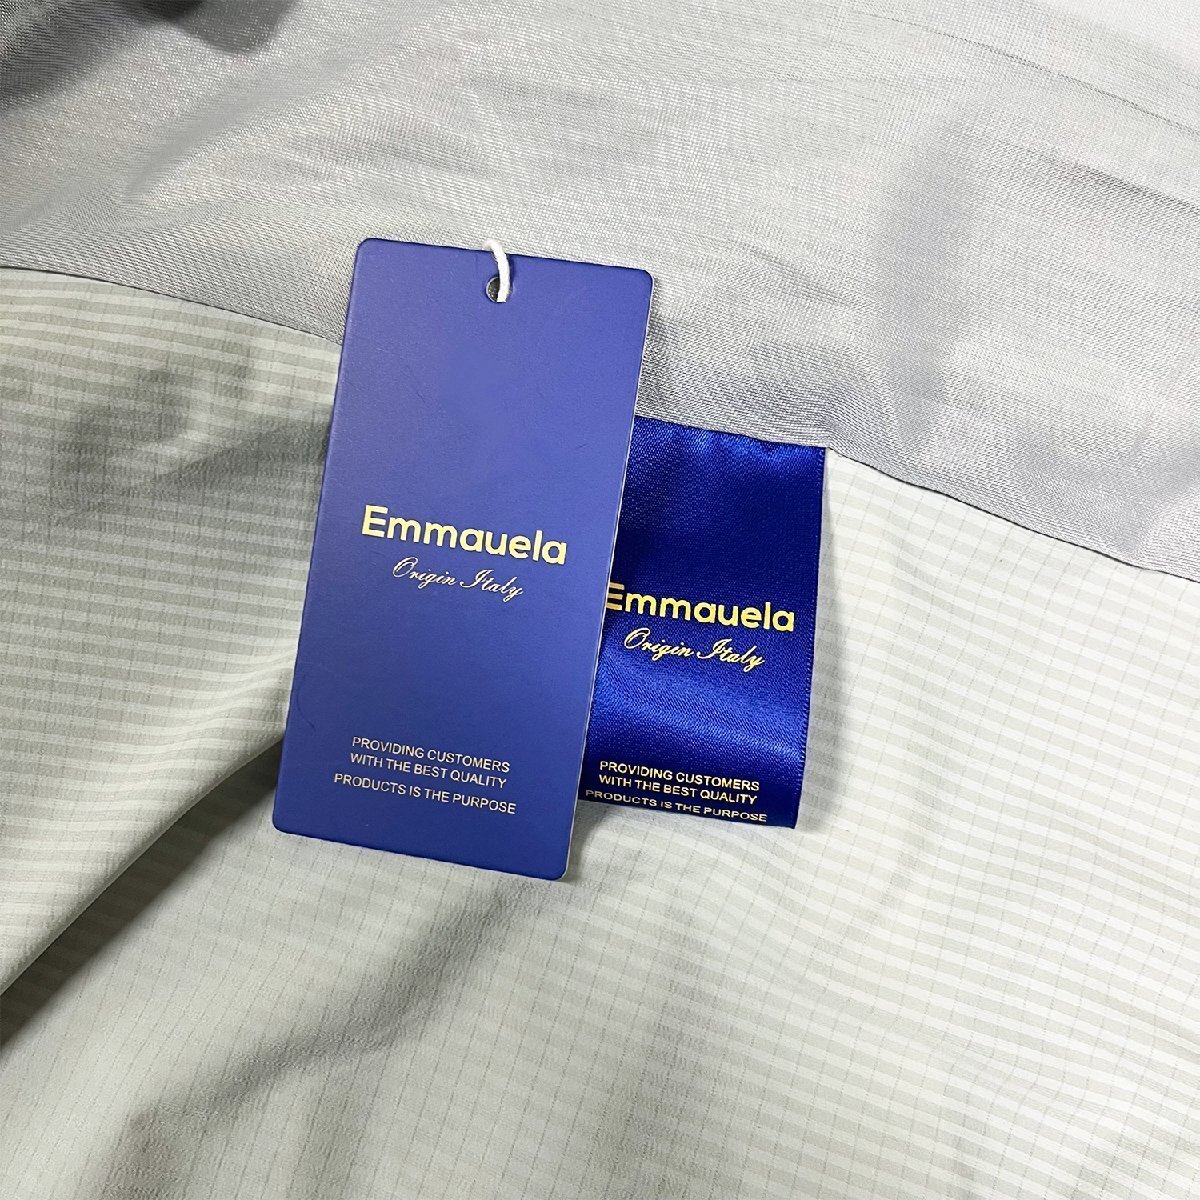 Emmauela
Origin Italy
PROVIDING CUSTOMERS
WITH THE BEST QUALITY
PRODUCTS IS THE PURPOSE
Emmauela
Origin Italy
PROVIDING CUSTOMERS
WITH THE BEST QUALITY
PRODUCTS IS THE PURPOSE